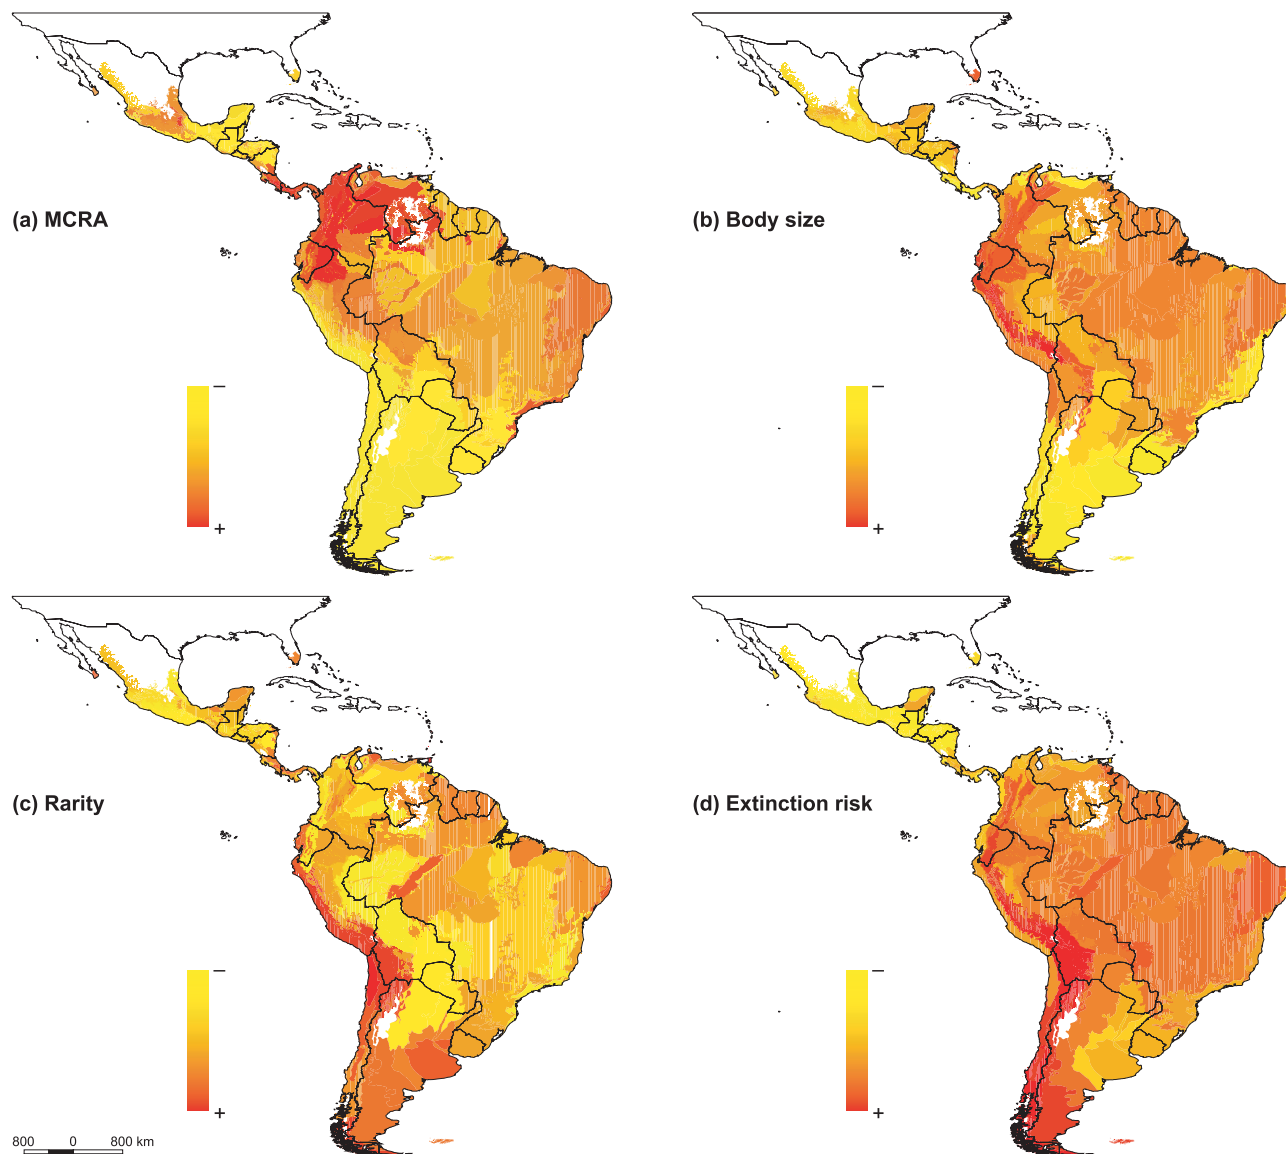 (a) MCRA
−
+
(b) Body size
−
+
(c) Rarity
−
+
800 0 800 km
(d) Extinction risk
−
+